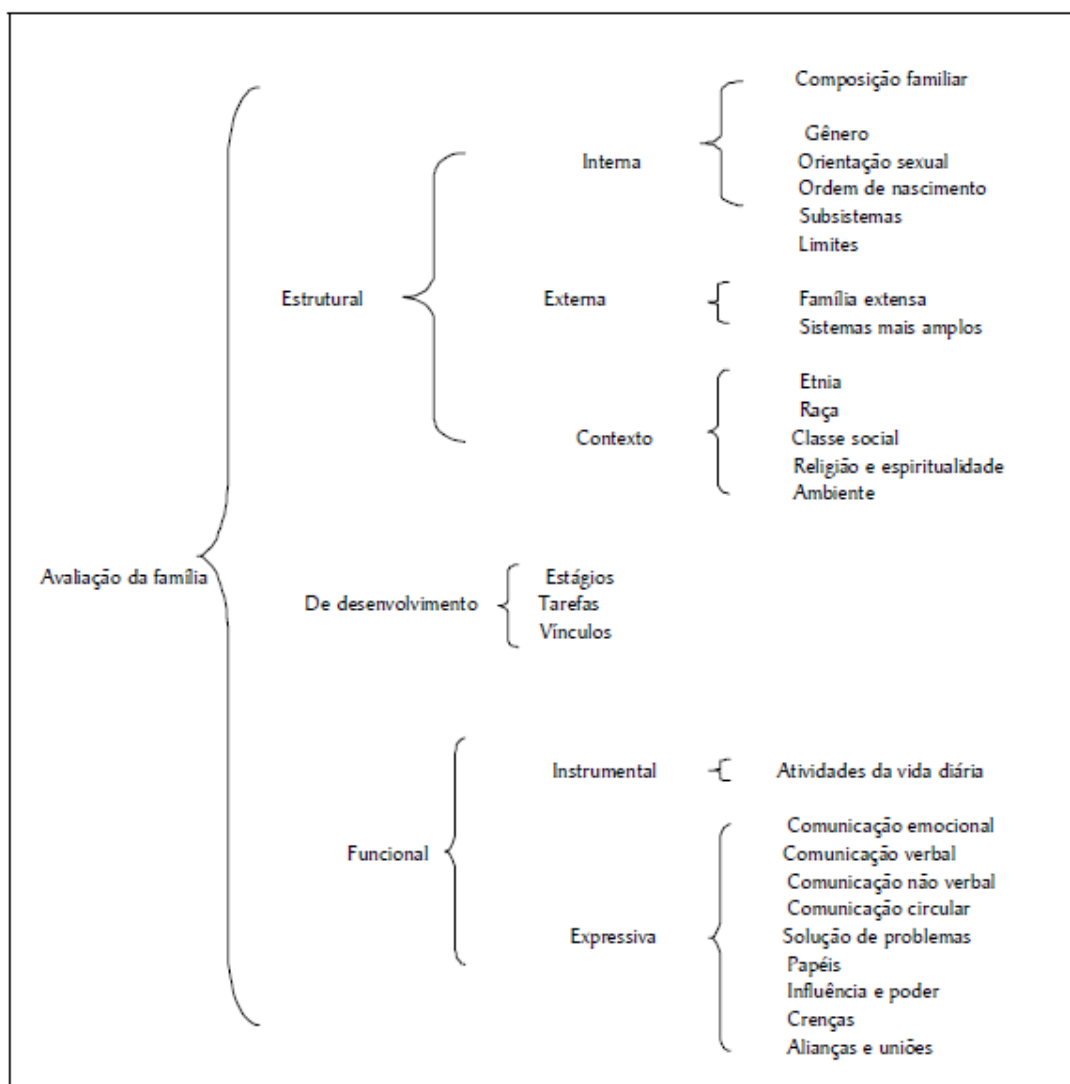 Composição familiar
Gênero
Interna
Orientação sexual
Ordem de nascimento
Subsistemas
Limites
Estrutural
Externa
Família extensa
Sistemas mais amplos
Etnia
Raça
Contexto
Classe social
Religião e espiritualidade
Ambiente
Avaliação da família
De desenvolvimento
Estágios
Tarefas
Vínculos
Instrumental
Atividades da vida diária
Funcional
Comunicação emocional
Comunicação verbal
Comunicação não verbal
Comunicação circular
Expressiva
Solução de problemas
Papéis
Influência e poder
Crenças
Alianças e uniões